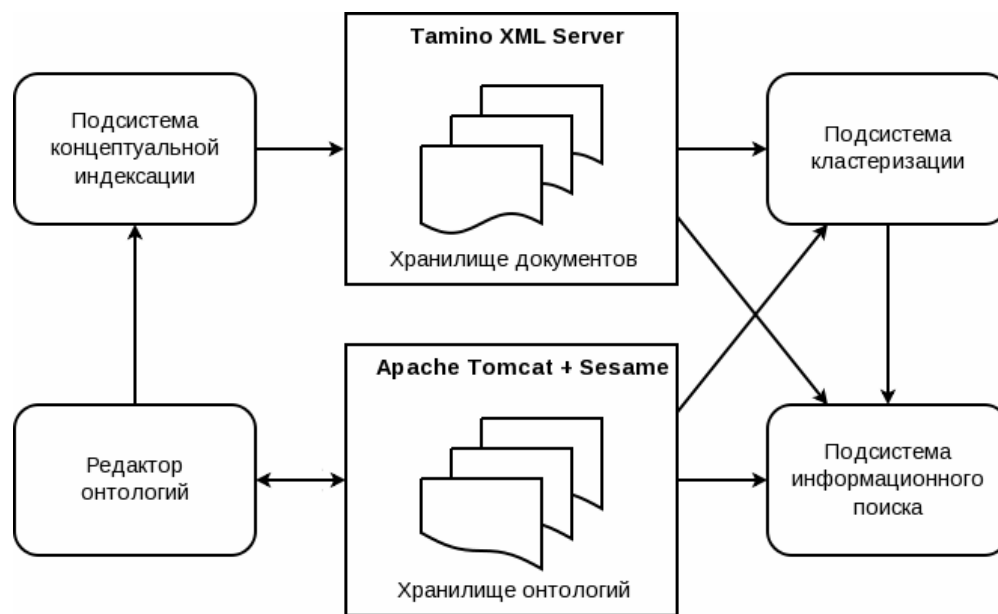 Tamino XML Server
Подсистема
концептуальной
индексации
Хранилище документов
Подсистема
кластеризации
Редактор
онтологий
Apache Tomcat + Sesame
Хранилище онтологий
Подсистема
информационного
поиска